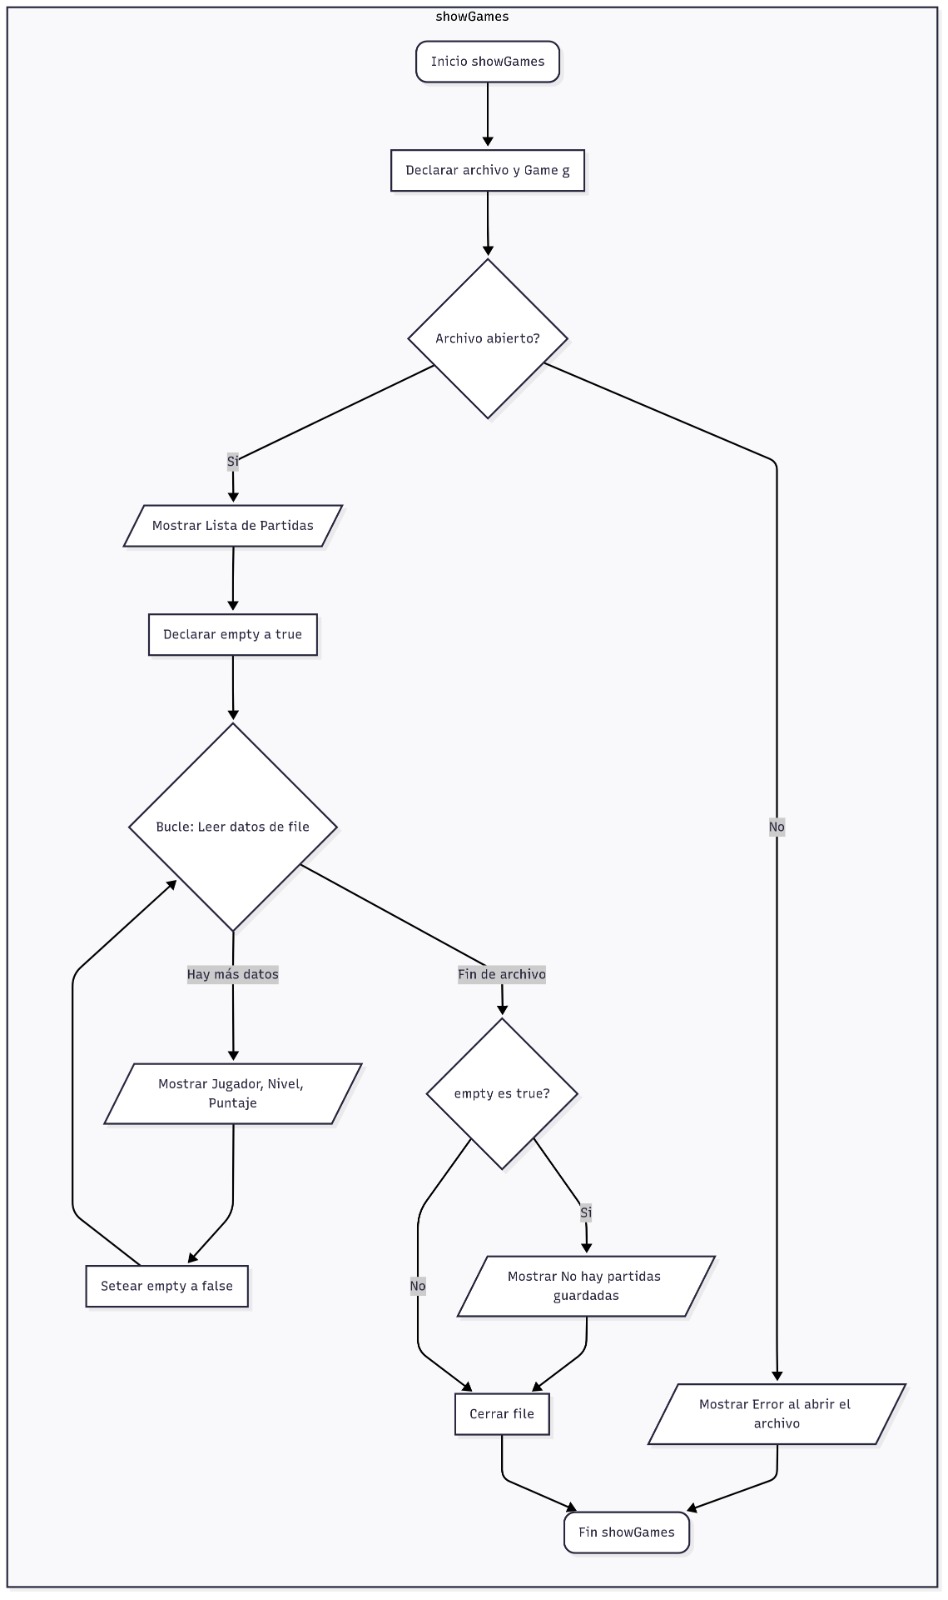 showGames
Inicio showGames
Declarar archivo y Game g
Archivo abierto?
Si
Mostrar Lista de Partidas
Declarar empty a true
Bucle: Leer datos de file
No
Hay más datos
Fin de archivo
Mostrar Jugador, Nivel,
Puntaje
empty es true?
Si
Setear empty a false
No
Mostrar No hay partidas
guardadas
Cerrar file
Mostrar Error al abrir el
archivo
Fin showGames